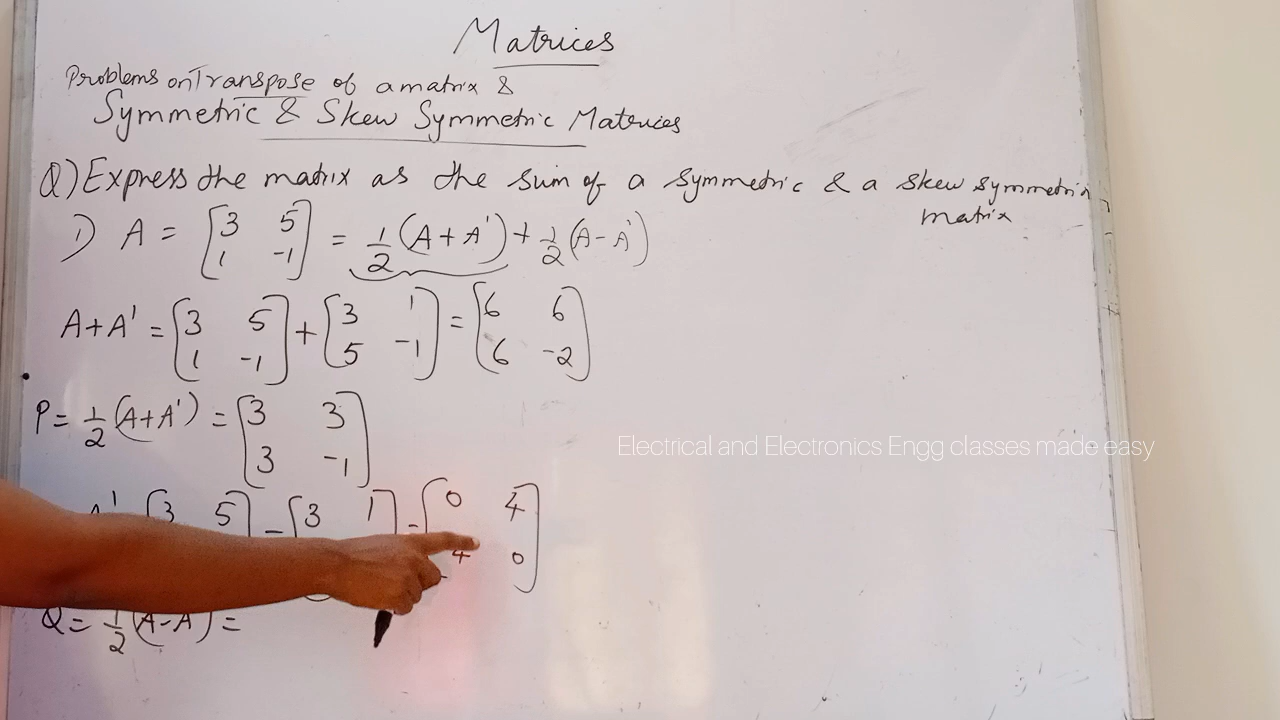 Matrices
Problems on Transpose of a matrix &
Symmetric & Skew Symmetric Matrices
Q) Express the matrix as the sum of a symmetric & a skew symmetric
matrix
1) A = [3 5; 1 -1] = 1/2 (A + A') + 1/2 (A - A')
A+A' = [3 5; 1 -1] + [3 1; 5 -1] = [6 6; 6 -2]
P = 1/2 (A+A') = [3 3; 3 -1]
A' [3 5] - [3 1] = [0 4; 4 0]
Q = 1/2 (A-A') =
Electrical and Electronics Engg classes made easy